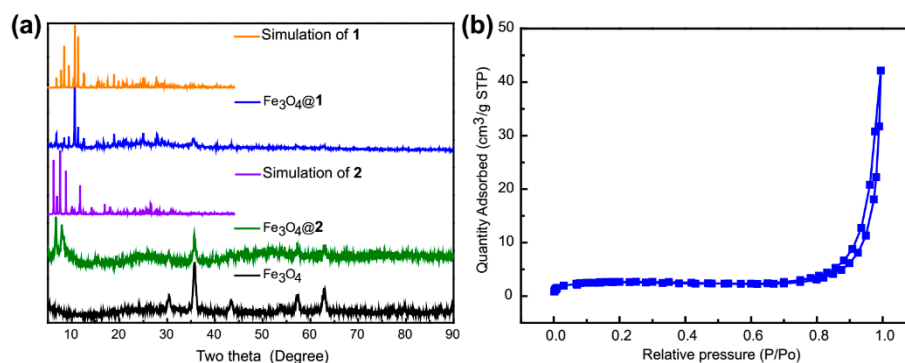 (a)
Simulation of 1
Fe₃O₄@1
Simulation of 2
Fe₃O₄@2
Fe₃O₄
10 20 30 40 50 60 70 80 90
Two theta (Degree)
(b)
Quantity Adsorbed (cm³/g STP)
50
40
30
20
10
0
0.0 0.2 0.4 0.6 0.8 1.0
Relative pressure (P/Po)